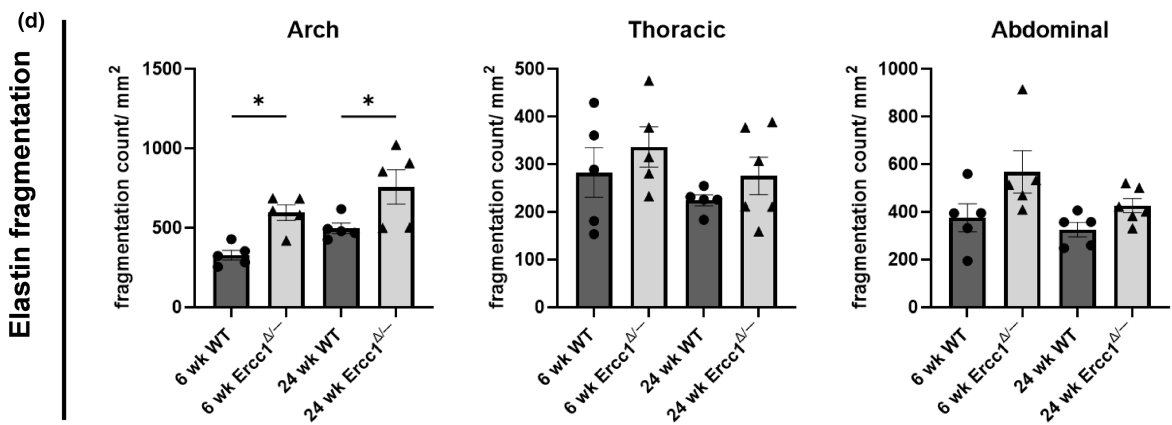 (d)
Elastin fragmentation
Arch
fragmentation count/ mm²
1500
1000
500
0
*
*
6 wk WT
6 wk Ercc1Δ/−
24 wk WT
24 wk Ercc1Δ/−
Thoracic
fragmentation count/ mm²
500
400
300
200
100
0
6 wk WT
6 wk Ercc1Δ/−
24 wk WT
24 wk Ercc1Δ/−
Abdominal
fragmentation count/ mm²
1000
800
600
400
200
0
6 wk WT
6 wk Ercc1Δ/−
24 wk WT
24 wk Ercc1Δ/−